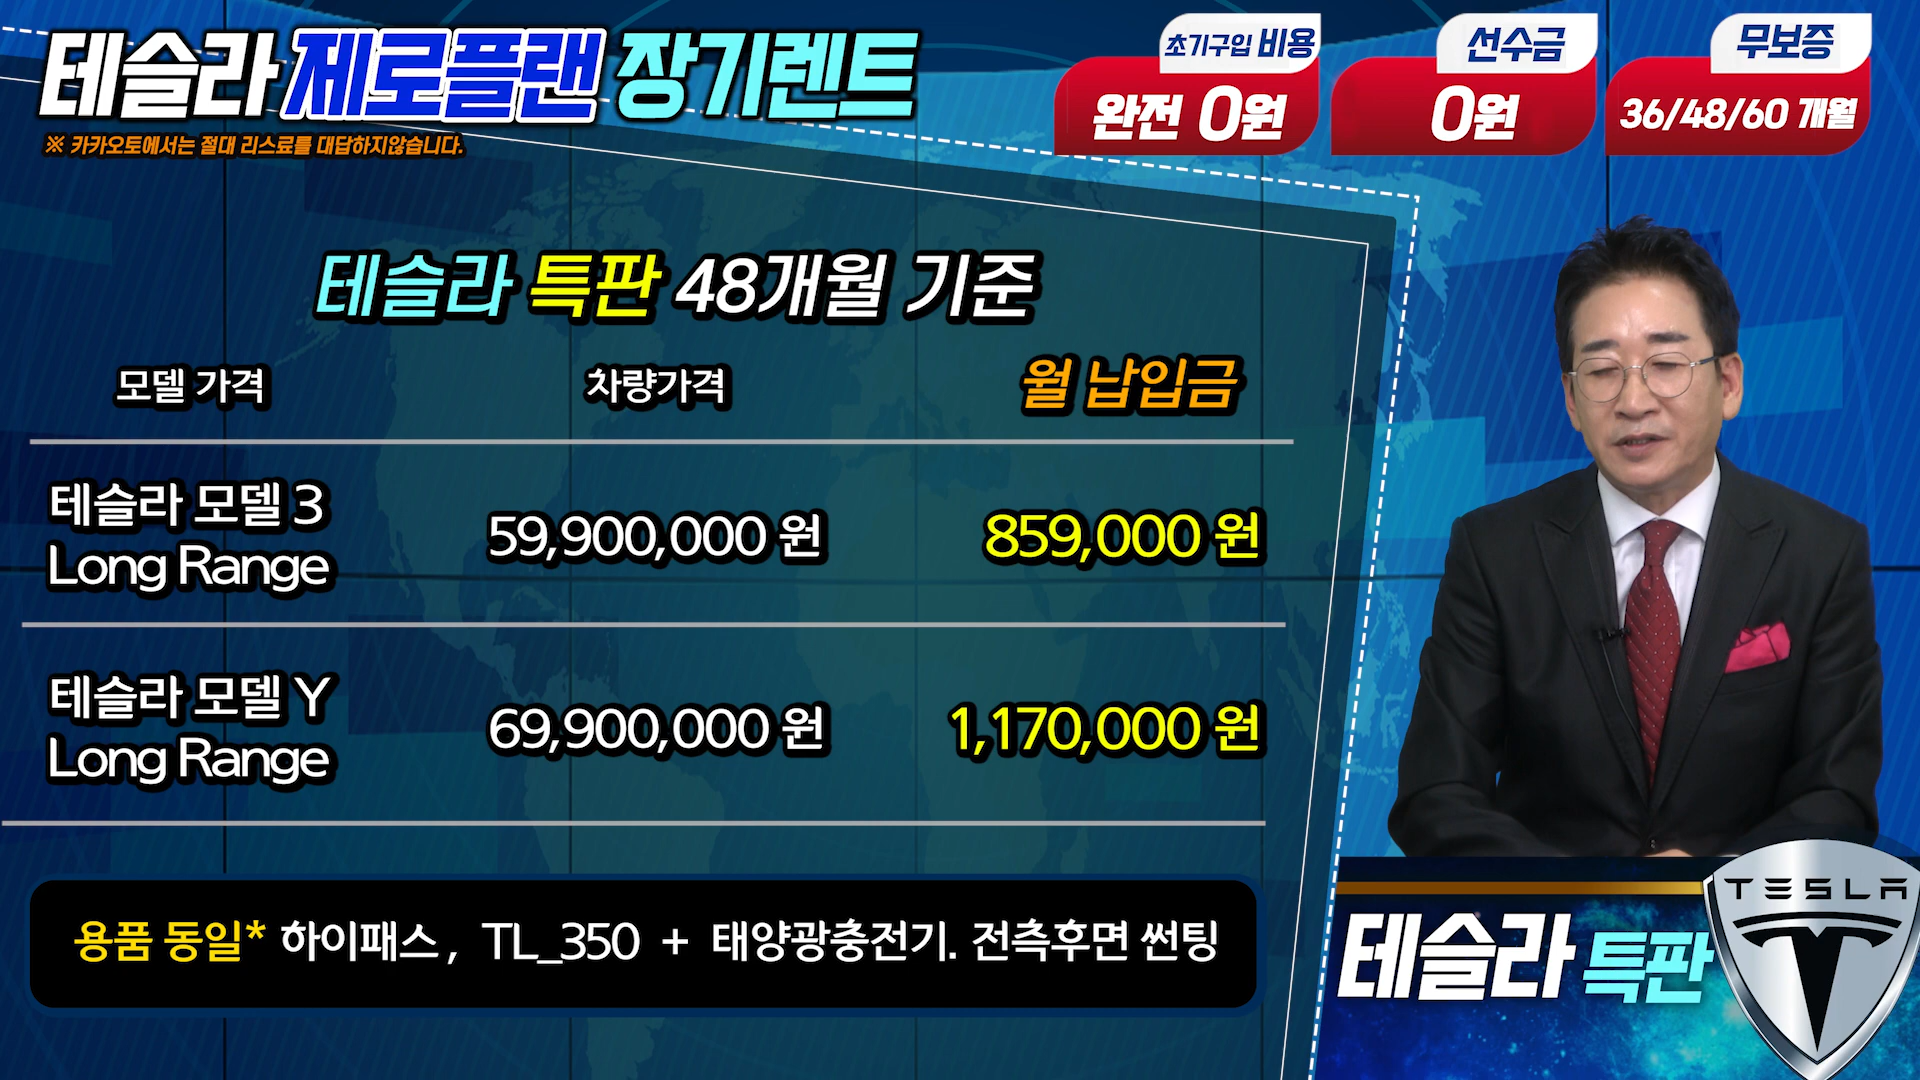 테슬라 제로플랜 장기렌트
※ 카카오토에서는 절대 리스료를 대답하지않습니다.
초기구입 비용
완전 0원
선수금
0원
무보증
36/48/60 개월
테슬라 특판 48개월 기준
모델 가격 차량가격 월 납입금
테슬라 모델 3
Long Range
59,900,000 원 859,000 원
테슬라 모델 Y
Long Range
69,900,000 원 1,170,000 원
용품 동일* 하이패스, TL_350 + 태양광충전기. 전측후면 썬팅
TESLA
테슬라 특판